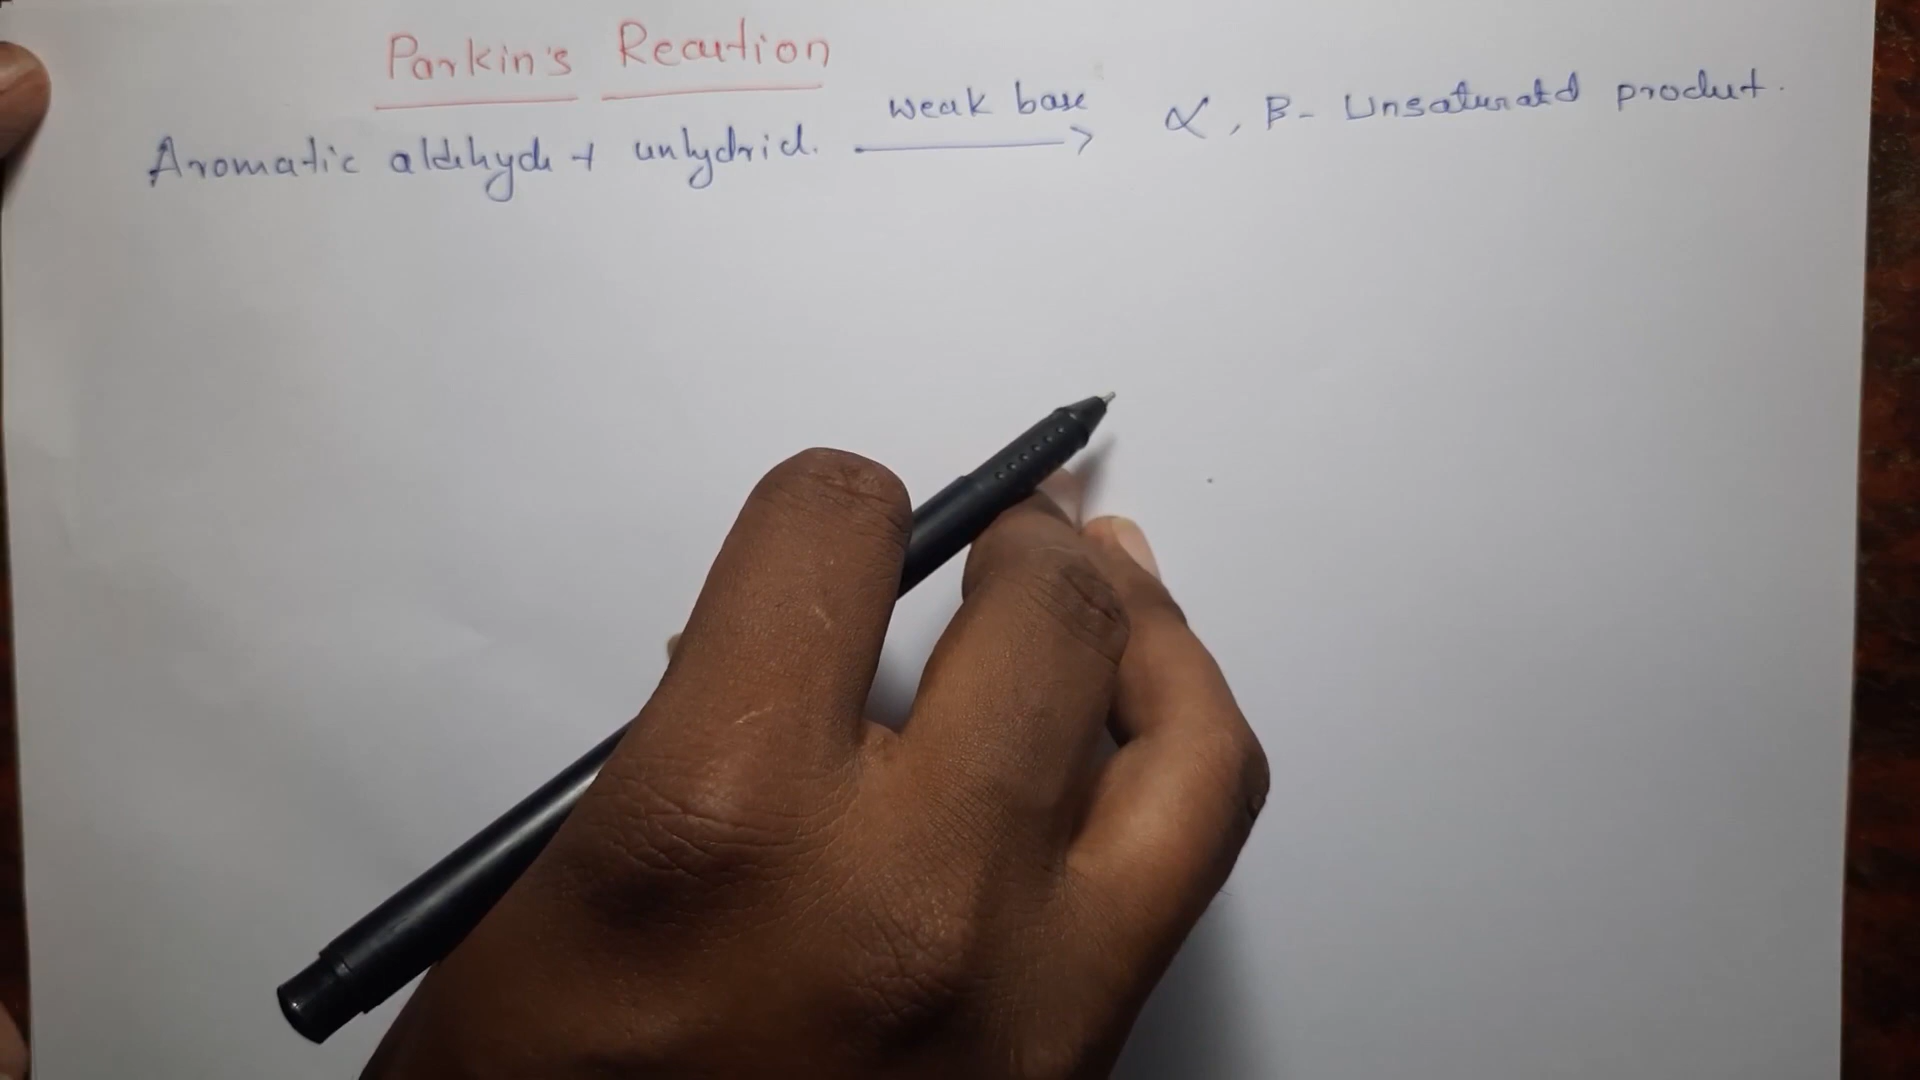 Parkin's Reaction
weak base
Aromatic aldehyde + anhydrid. → α, β- Unsaturated product.